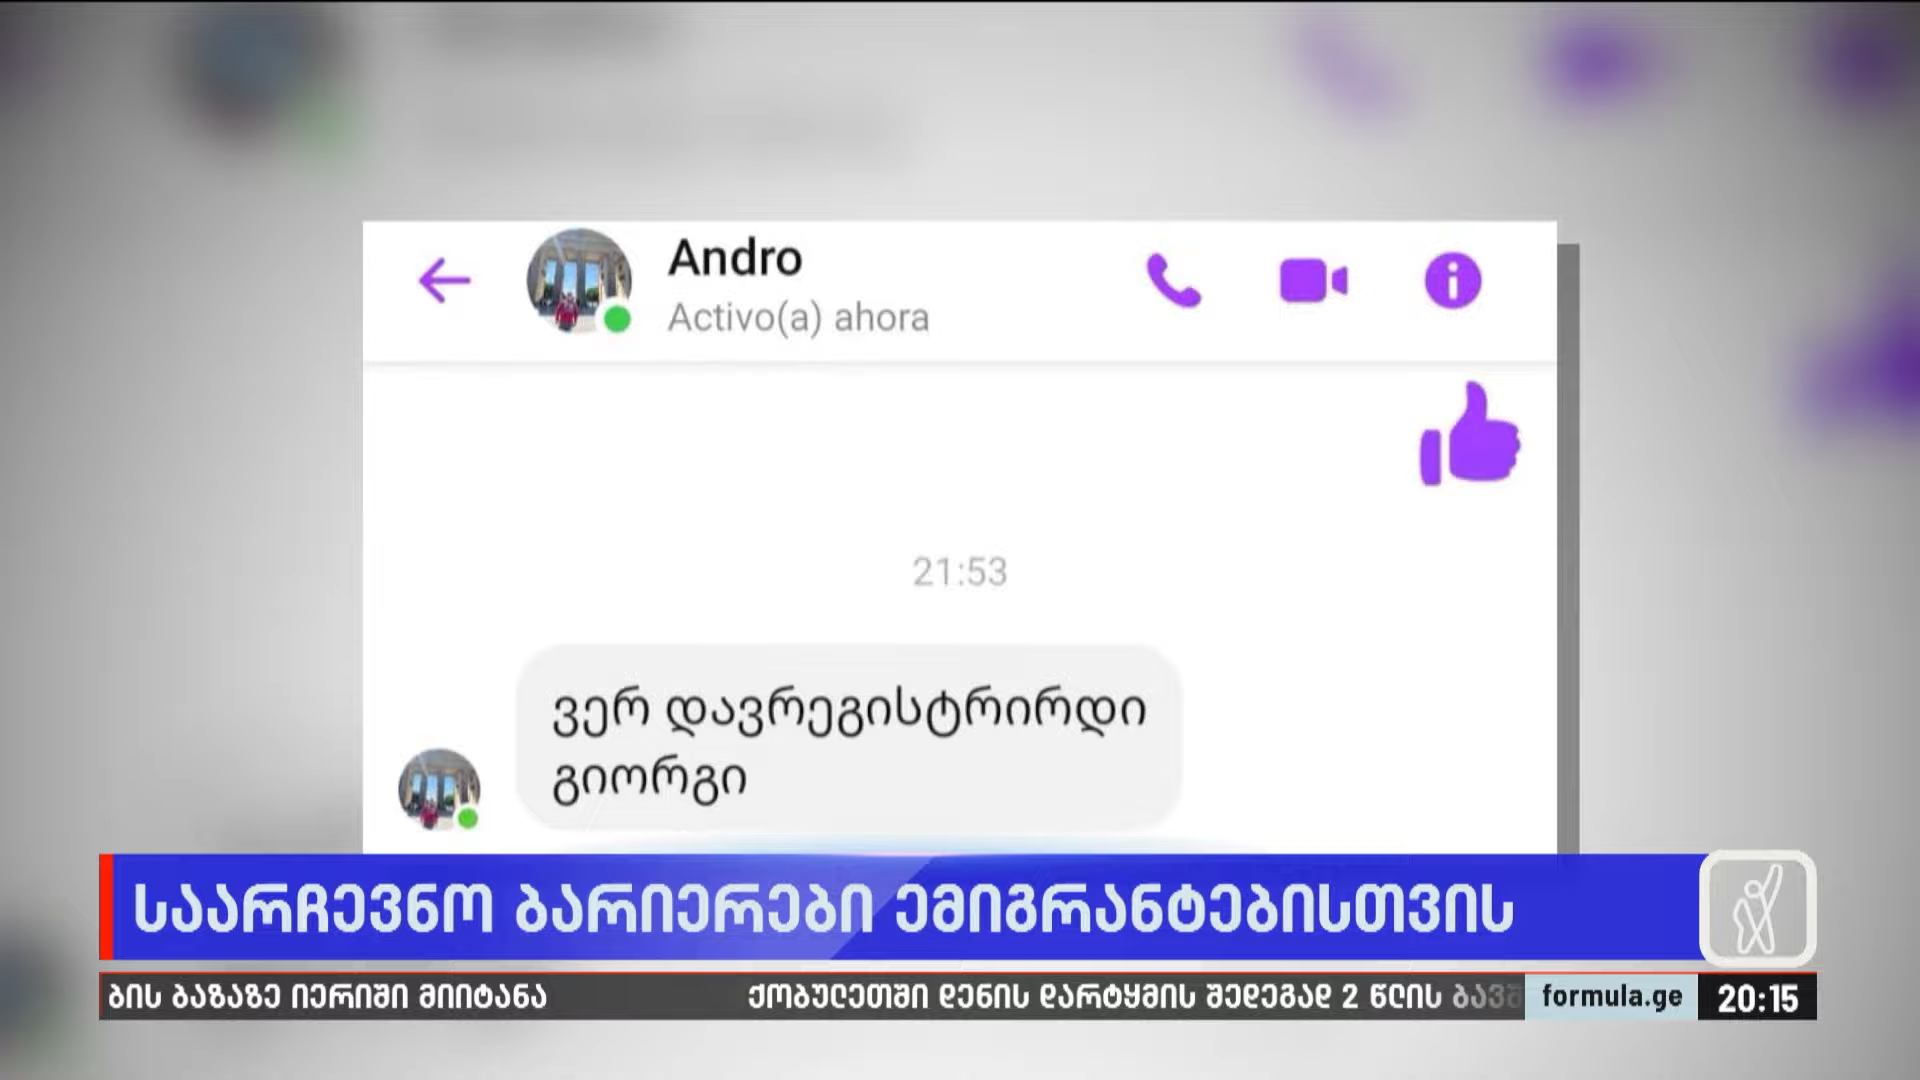 Andro
Activo(a) ahora
21:53
ვერ დავრეგისტრირდი
გიორგი
საარჩევნო ბარიერები ემიგრანტებისთვის
ბის ბაზაზე იერიში მიიტანა
ქობულეთში დენის დარტყმის შედეგად 2 წლის
formula.ge
20:15